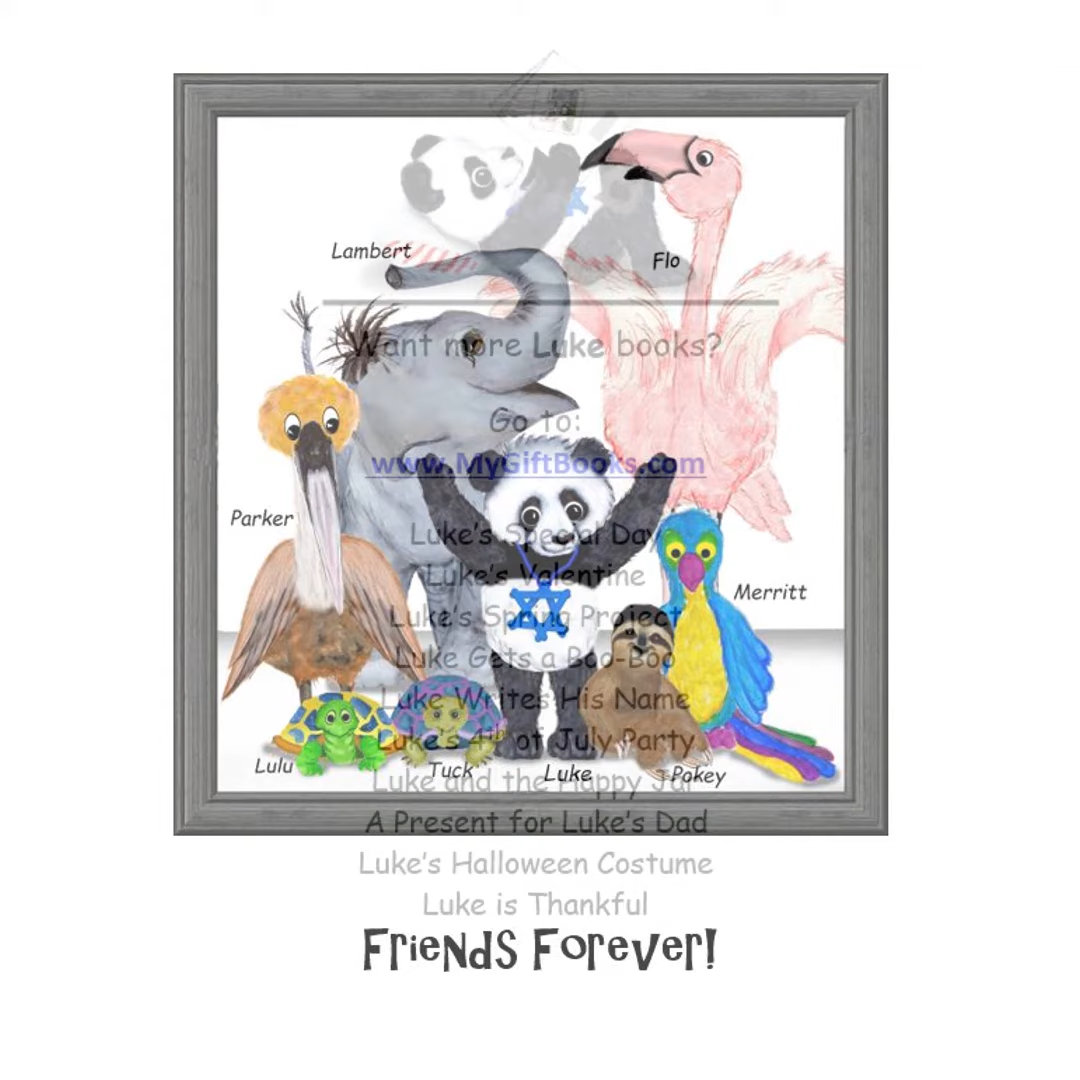 Lambert
Flo
Want more Luke books?
Go to:
www.MyGiftBooks.com
Parker
Luke's Special Day
Luke's Valentine
Merritt
Luke's Spring Project
Luke Gets a Boo-Boo
Luke Writes His Name
Luke's 4th of July Party
Lulu
Tuck
Luke
Pokey
Luke and the Happy Jar
A Present for Luke's Dad
Luke's Halloween Costume
Luke is Thankful
Friends Forever!